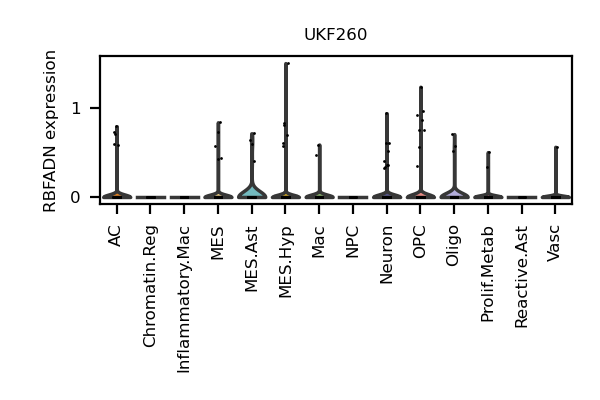 UKF260
RBFADN expression
1
0
AC
Chromatin.Reg
Inflammatory.Mac
MES
MES.Ast
MES.Hyp
Mac
NPC
Neuron
OPC
Oligo
Prolif.Metab
Reactive.Ast
Vasc